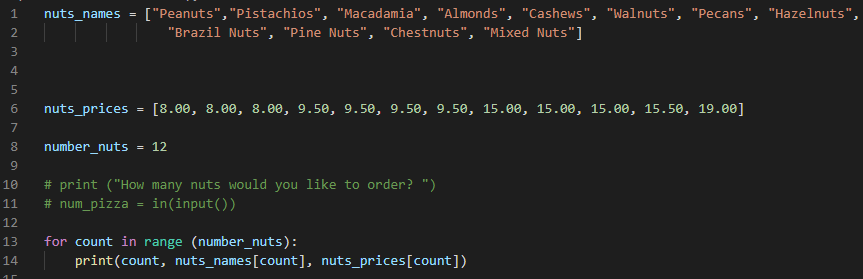 1 nuts_names = ["Peanuts","Pistachios", "Macadamia", "Almonds", "Cashews", "Walnuts", "Pecans", "Hazelnuts",
2 "Brazil Nuts", "Pine Nuts", "Chestnuts", "Mixed Nuts"]
3
4
5
6 nuts_prices = [8.00, 8.00, 8.00, 9.50, 9.50, 9.50, 9.50, 15.00, 15.00, 15.00, 15.50, 19.00]
7
8 number_nuts = 12
9
10 # print ("How many nuts would you like to order? ")
11 # num_pizza = in(input())
12
13 for count in range (number_nuts):
14 print(count, nuts_names[count], nuts_prices[count])